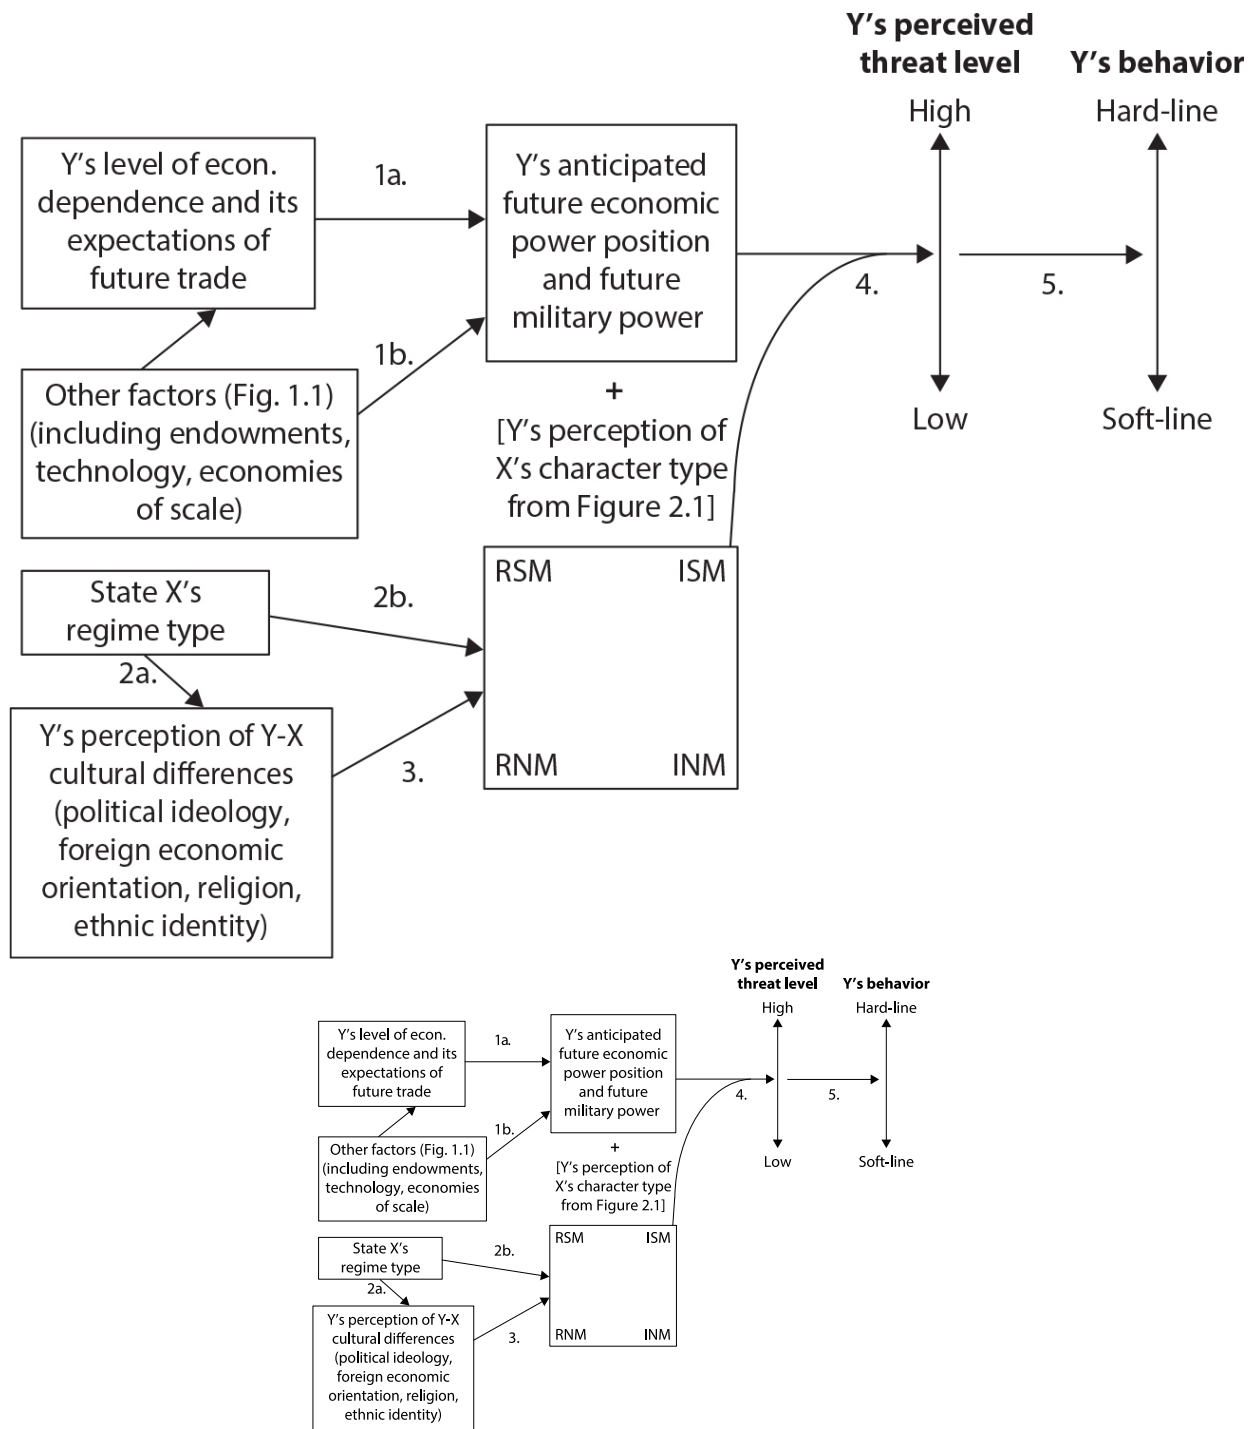 Y's perceived
threat level
Y's behavior
High
Hard-line
Y's level of econ.
dependence and its
expectations of
future trade
1a.
Y's anticipated
future economic
power position
and future
military power
4.
5.
1b.
Other factors (Fig. 1.1)
(including endowments,
technology, economies
of scale)
+
[Y's perception of
X's character type
from Figure 2.1]
Low
Soft-line
State X's
regime type
2b.
RSM ISM
2a.
Y's perception of Y-X
cultural differences
(political ideology,
foreign economic
orientation, religion,
ethnic identity)
3.
RNM INM
Y's perceived
threat level
Y's behavior
High
Hard-line
Y's level of econ.
dependence and its
expectations of
future trade
1a.
Y's anticipated
future economic
power position
and future
military power
4.
5.
1b.
Other factors (Fig. 1.1)
(including endowments,
technology, economies
of scale)
+
[Y's perception of
X's character type
from Figure 2.1]
Low
Soft-line
State X's
regime type
2b.
RSM ISM
2a.
Y's perception of Y-X
cultural differences
(political ideology,
foreign economic
orientation, religion,
ethnic identity)
3.
RNM INM